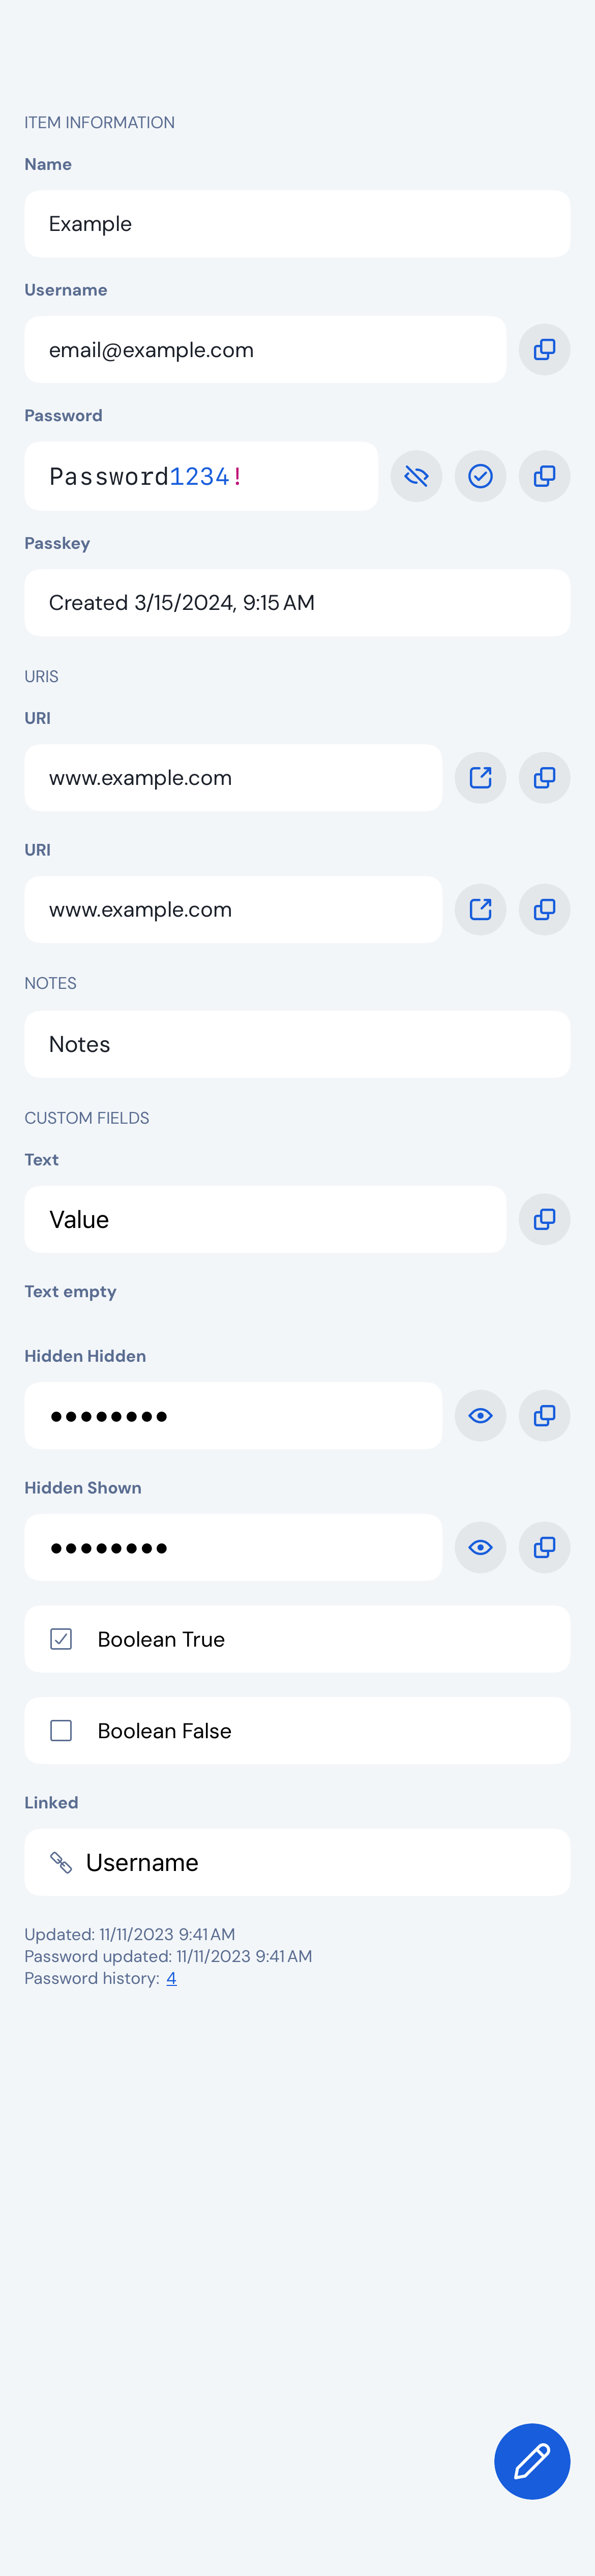 ITEM INFORMATION
Name
Example
Username
email@example.com
Password
Password1234!
Passkey
Created 3/15/2024, 9:15 AM
URIS
URI
www.example.com
URI
www.example.com
NOTES
Notes
CUSTOM FIELDS
Text
Value
Text empty
Hidden Hidden
••••••••
Hidden Shown
••••••••
Boolean True
Boolean False
Linked
Username
Updated: 11/11/2023 9:41 AM
Password updated: 11/11/2023 9:41 AM
Password history: 4